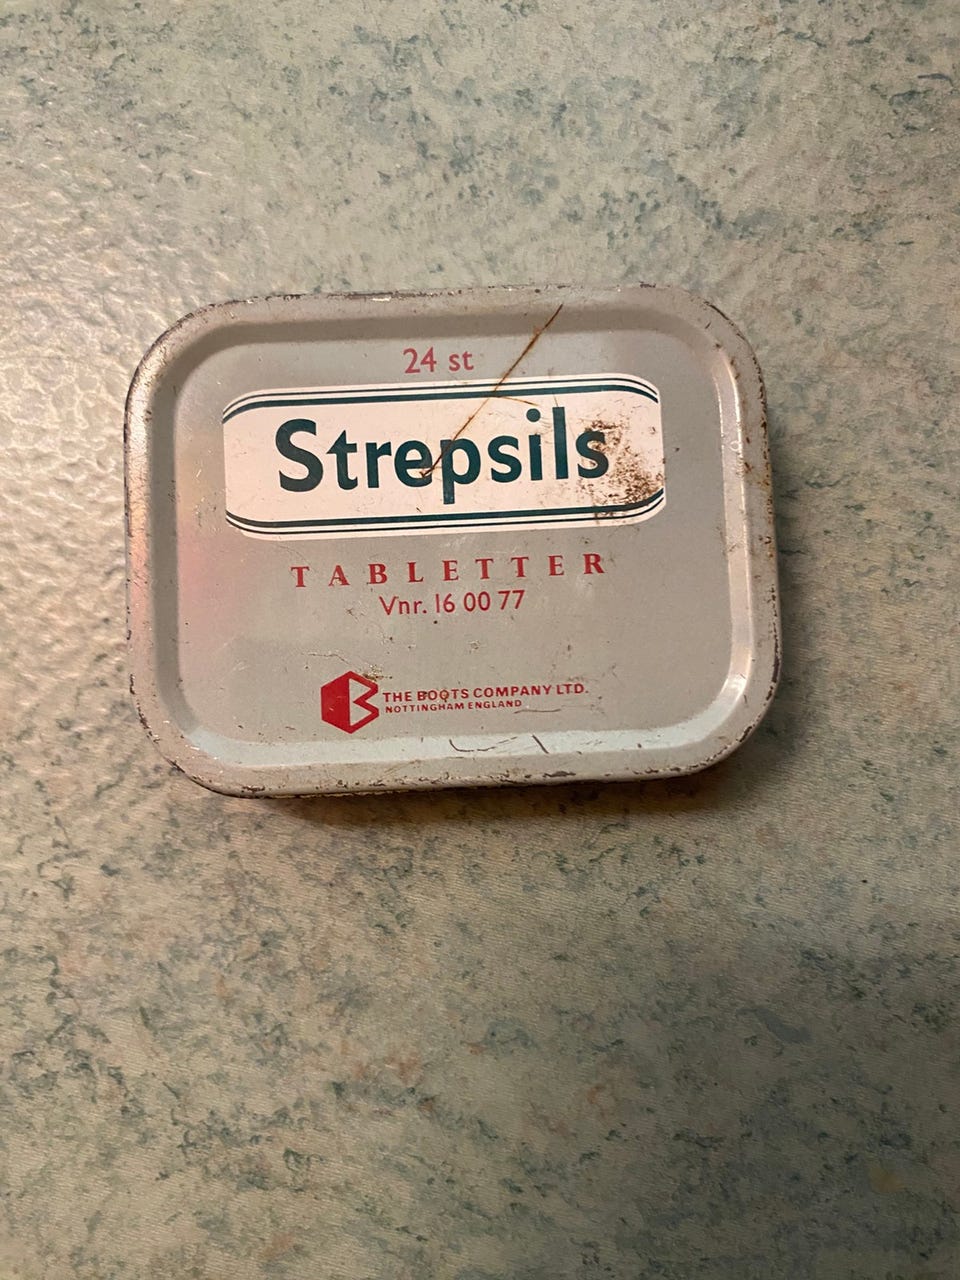 24 st
Strepsils
TABLETTER
Vnr. 16 00 77
THE BOOTS COMPANY LTD.
NOTTINGHAM ENGLAND